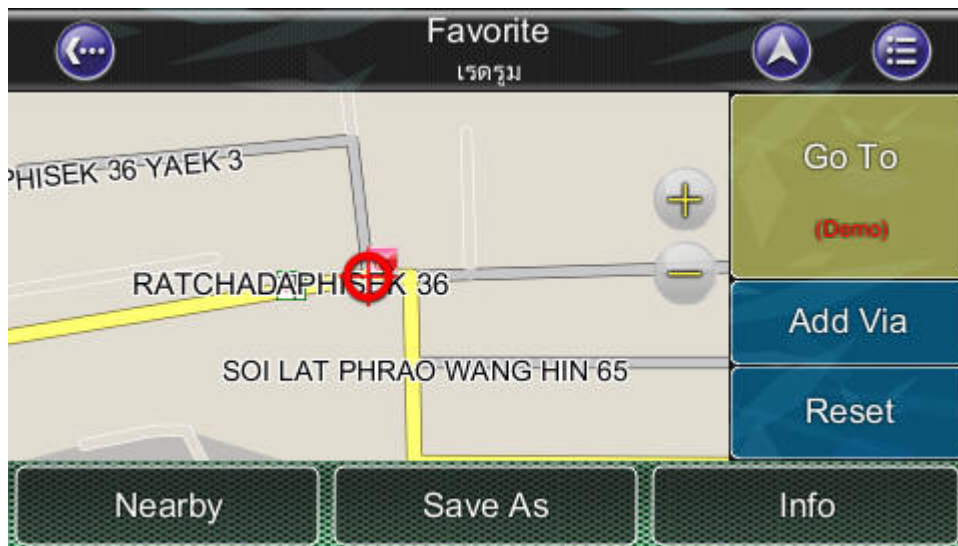 Favorite
เรดรูม
PHISEK 36 YAEK 3
Go To
(Demo)
RATCHADAPHISEK 36
Add Via
SOI LAT PHRAO WANG HIN 65
Reset
Nearby
Save As
Info